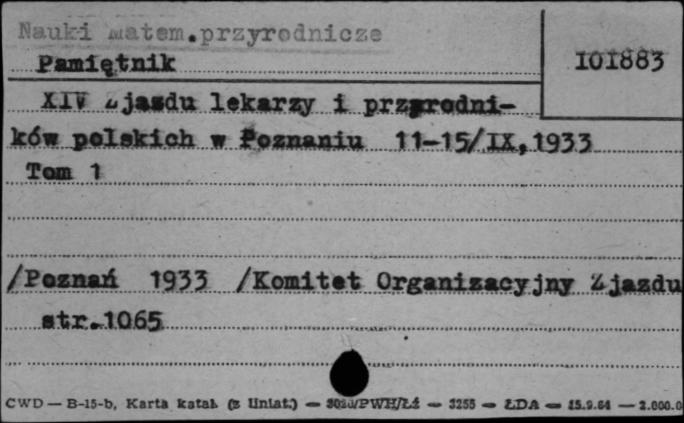 Nauki Matem.przyrodnicze
Pamiętnik
101883
XIV Zjazdu lekarzy i przyrodni-
ków polskich w Poznaniu 11-15/IX,1933
Tom 1
/Poznań 1933 /Komitet Organizacyjny Zjazdu
str.1065
CWD — B-15-b, Karta katal. (z liniat.) — PWH/Łź — 3255 — ŁDA — 15.9.64 — 2.000.0